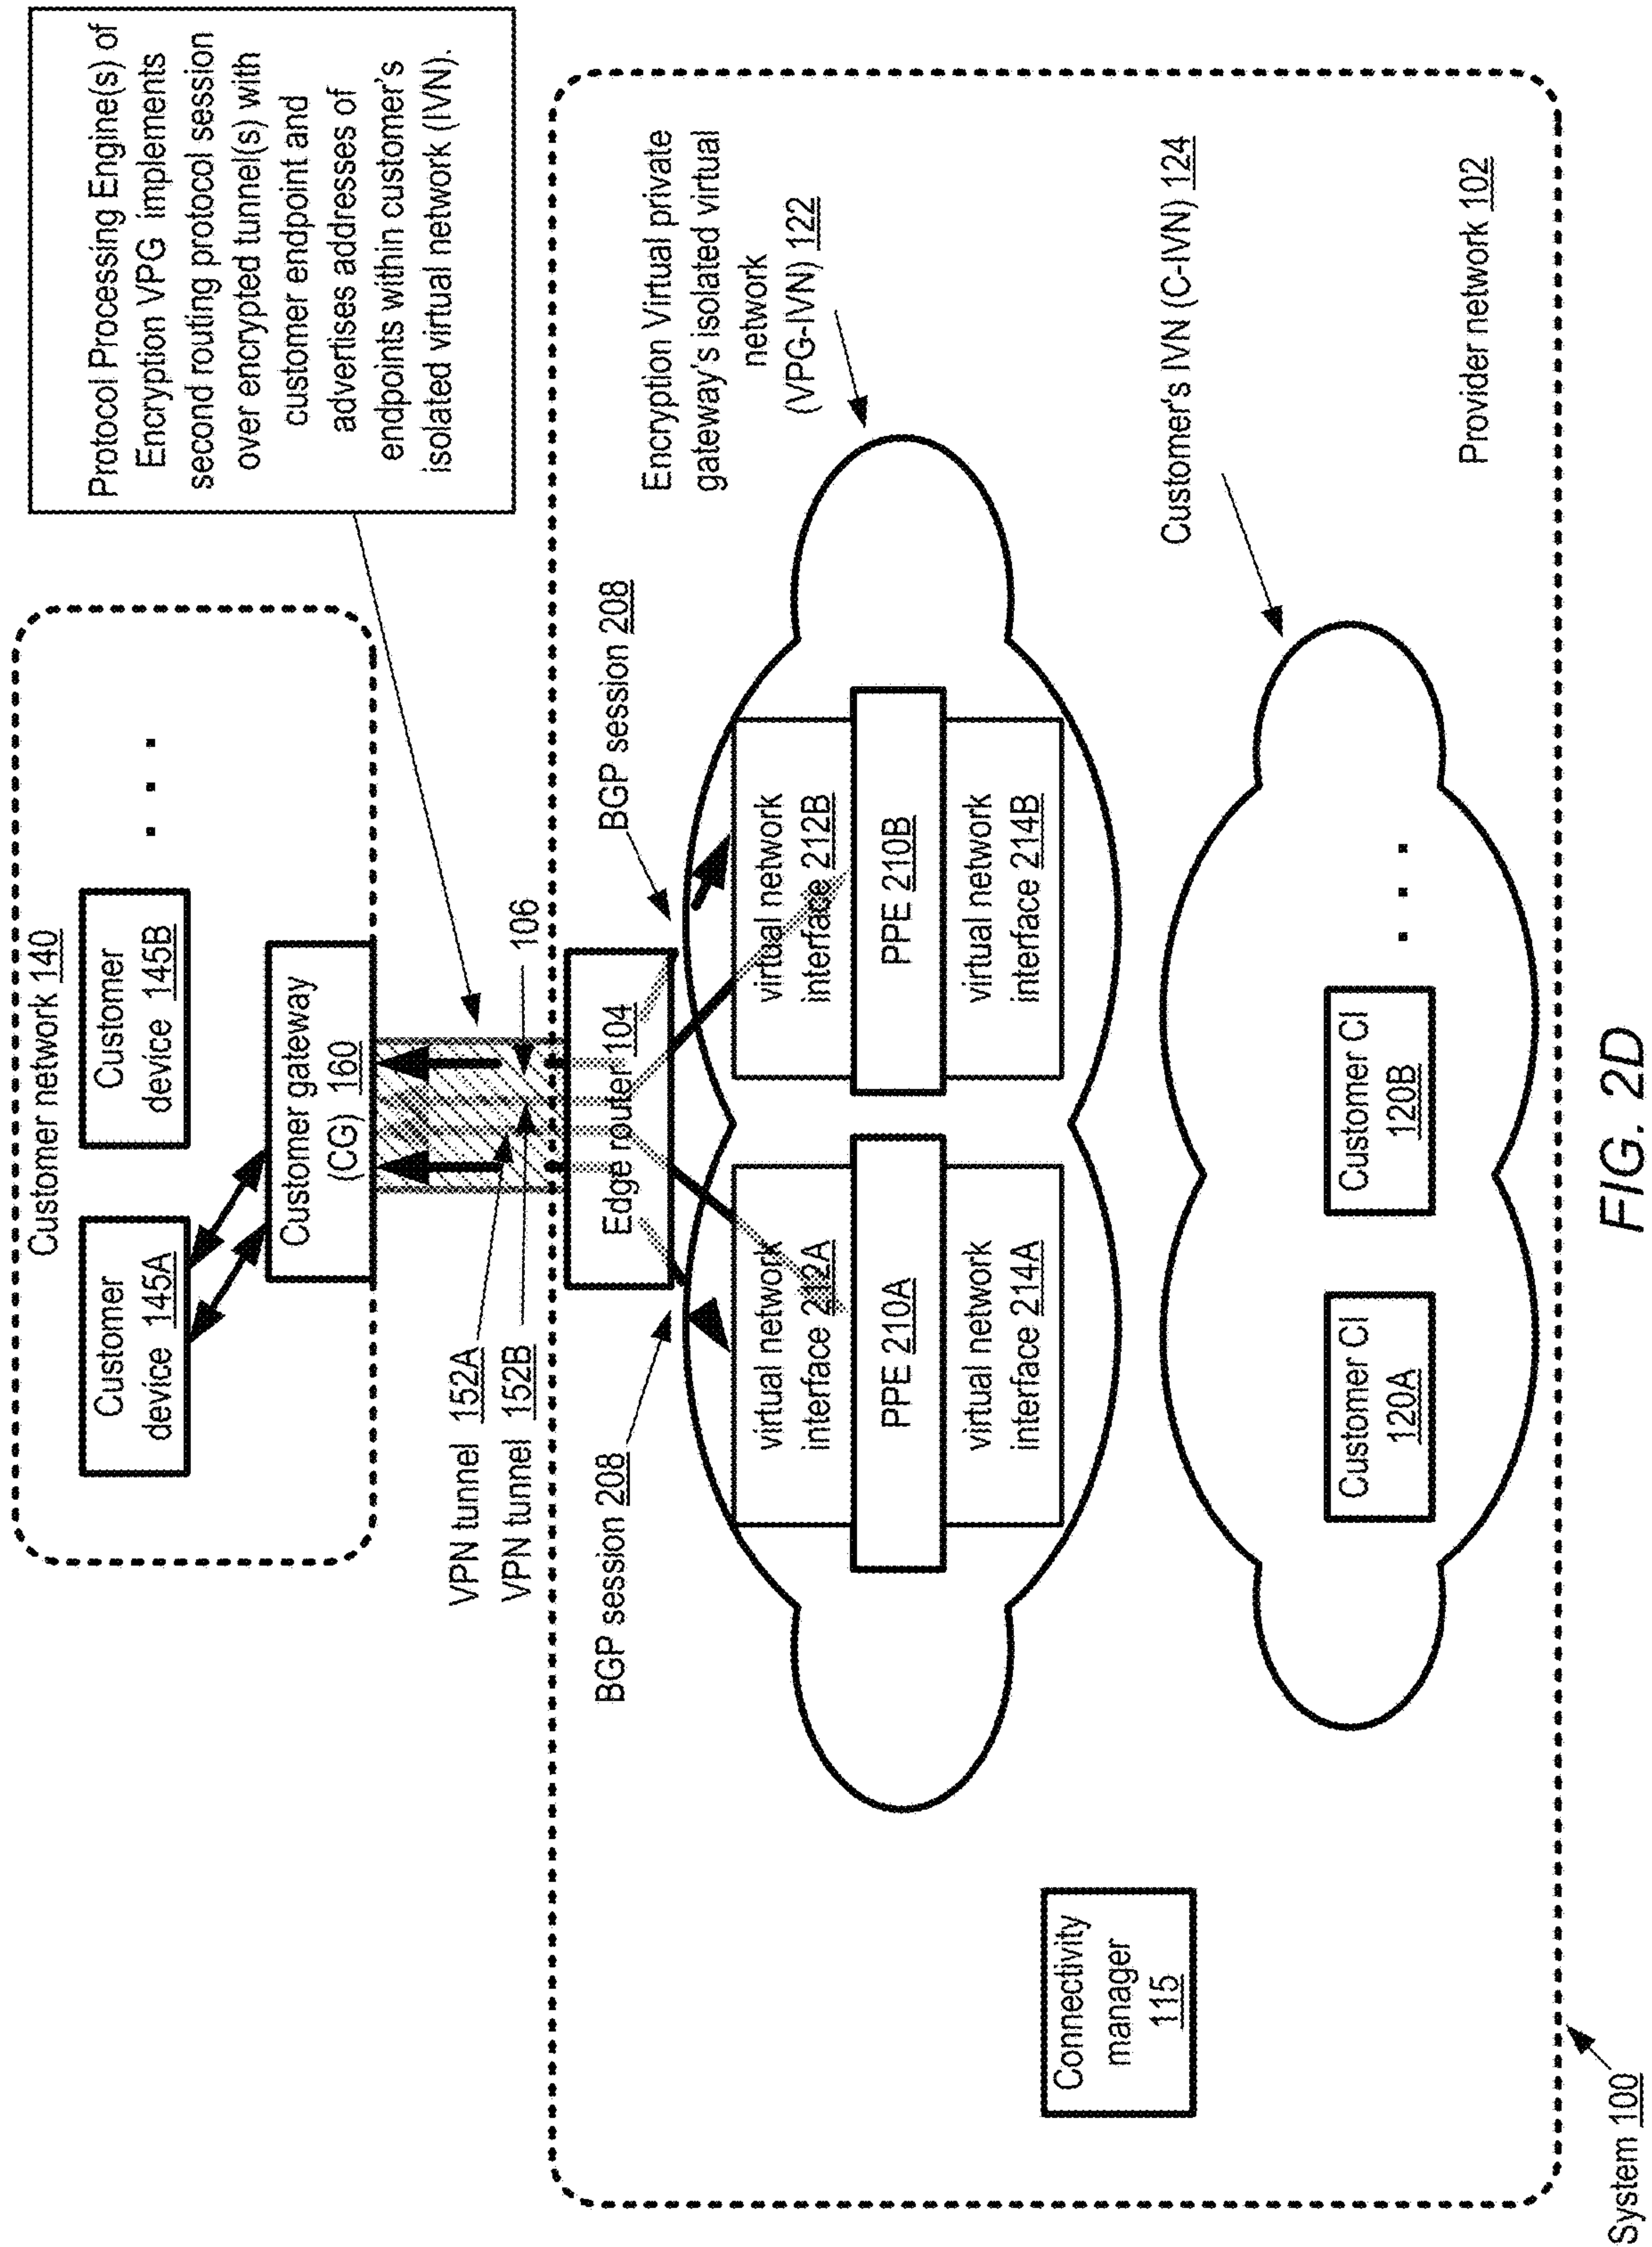 Customer network 140
Customer
device 145A
Customer
device 145B
. . .
Customer gateway
(CG) 160
Protocol Processing Engine(s) of
Encryption VPG implements
second routing protocol session
over encrypted tunnel(s) with
customer endpoint and
advertises addresses of
endpoints within customer's
isolated virtual network (IVN).
VPN tunnel 152A
VPN tunnel 152B
106
Edge router 104
BGP session 208
BGP session 208
Encryption Virtual private
gateway's isolated virtual
network
(VPG-IVN) 122
virtual network
interface 212A
PPE 210A
virtual network
interface 214A
virtual network
interface 212B
PPE 210B
virtual network
interface 214B
Connectivity
manager
115
Customer's IVN (C-IVN) 124
Customer CI
120A
Customer CI
120B
. . .
Provider network 102
System 100
FIG. 2D